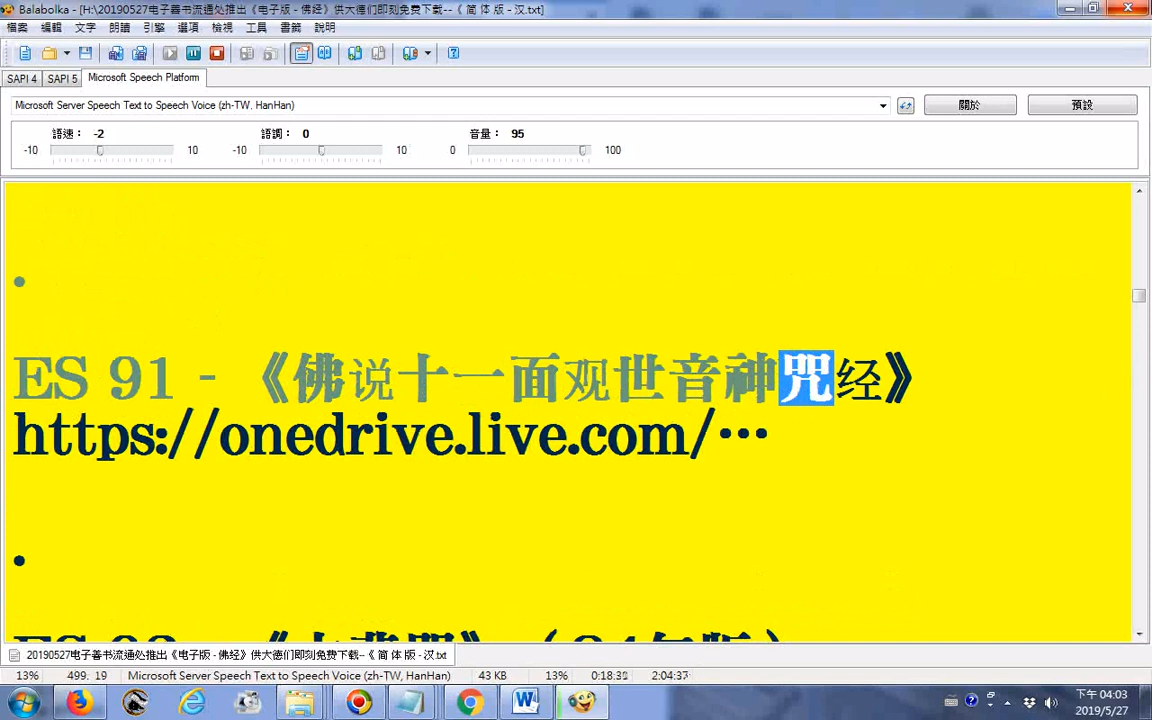 Balabolka - [H:\20190527电子善书流通处推出《电子版 - 佛经》供大德们即刻免费下载--《 简 体 版 - 汉.txt]
檔案 編輯 文字 朗讀 引擎 選項 檢視 工具 書籤 說明
SAPI 4 SAPI 5 Microsoft Speech Platform
Microsoft Server Speech Text to Speech Voice (zh-TW, HanHan) 關於 預設
語速： -2 語調： 0 音量： 95
-10 10 -10 10 0 100
•
ES 91 - 《佛说十一面观世音神咒经》
https://onedrive.live.com/…
•
20190527电子善书流通处推出《电子版 - 佛经》供大德们即刻免费下载--《 简 体 版 - 汉.txt
13% 499: 19 Microsoft Server Speech Text to Speech Voice (zh-TW, HanHan) 43 KB 13%
下午 04:03
2019/5/27